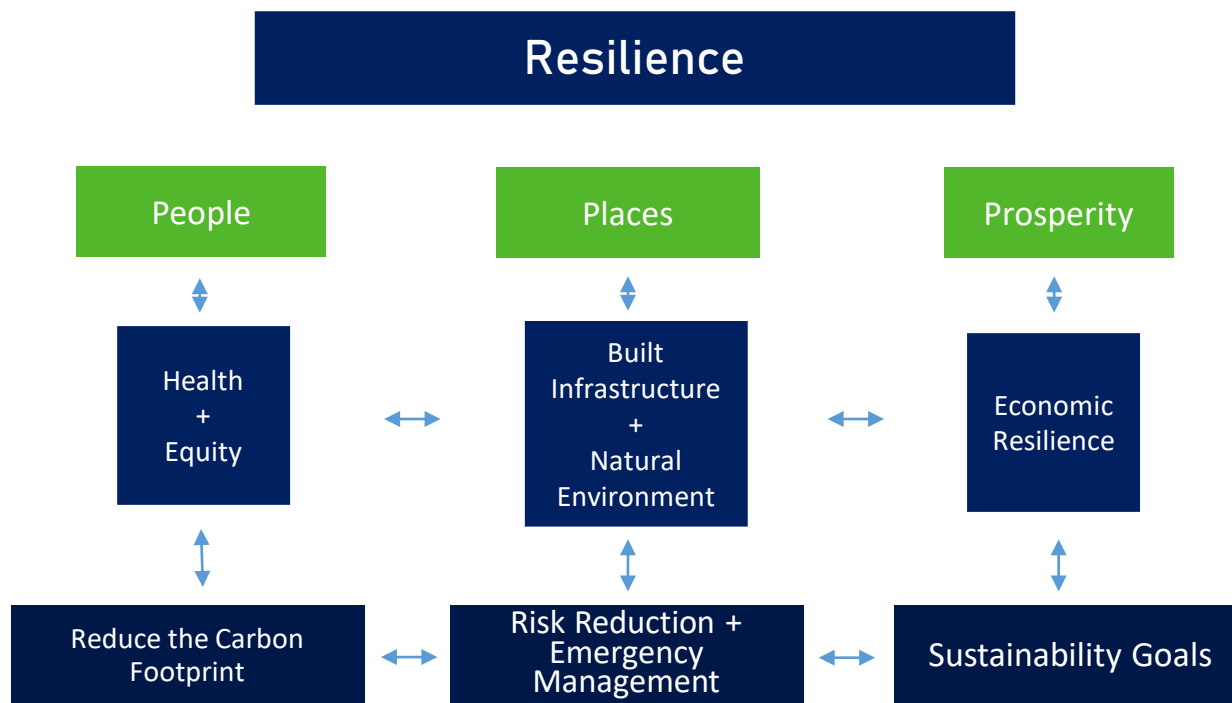 Resilience
People
Places
Prosperity
Health
+
Equity
Built
Infrastructure
+
Natural
Environment
Economic
Resilience
Reduce the Carbon
Footprint
Risk Reduction +
Emergency
Management
Sustainability Goals